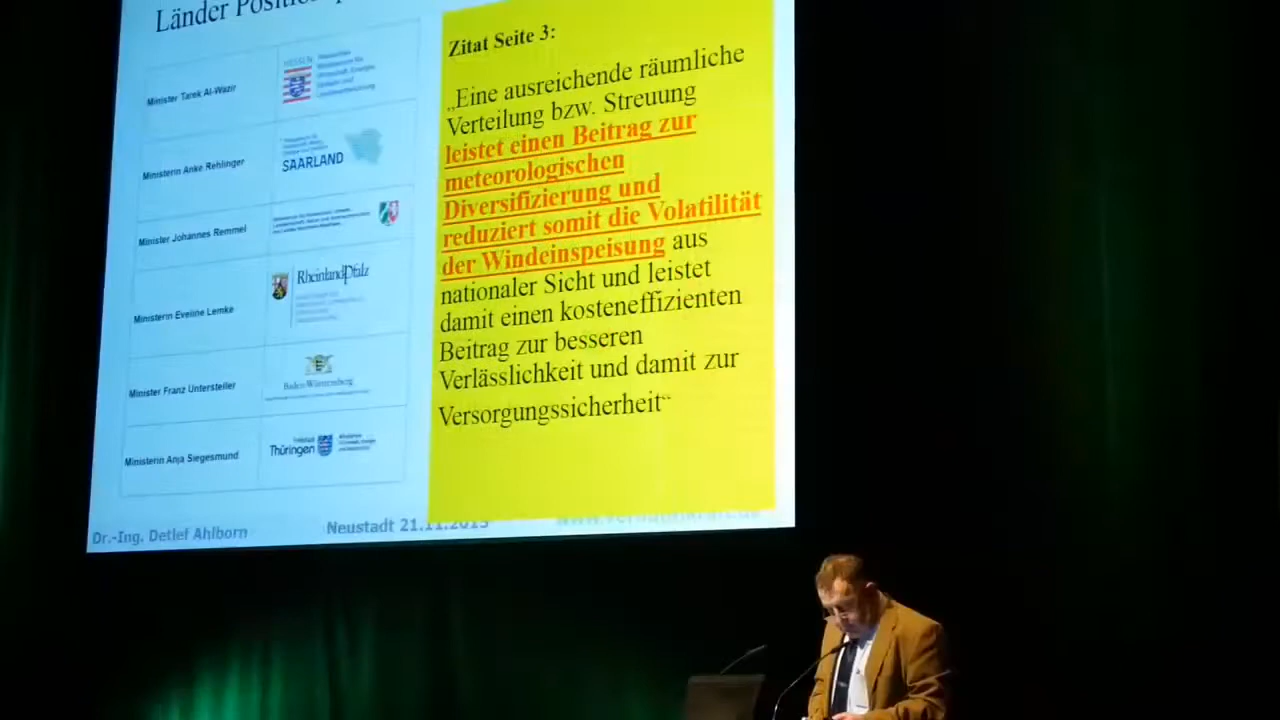 Länder
Zitat Seite 3:
„Eine ausreichende räumliche
Verteilung bzw. Streuung
leistet einen Beitrag zur
meteorologischen
Diversifizierung und
reduziert somit die Volatilität
der Windeinspeisung aus
nationaler Sicht und leistet
damit einen kosteneffizienten
Beitrag zur besseren
Verlässlichkeit und damit zur
Versorgungssicherheit“
Minister Tarek Al-Wazir
HESSEN
Ministerin Anke Rehlinger
SAARLAND
Minister Johannes Remmel
Ministerin Eveline Lemke
RheinlandPfalz
Minister Franz Untersteller
Baden-Württemberg
Ministerin Anja Siegesmund
Freistaat
Thüringen
Dr.-Ing. Detlef Ahlborn
Neustadt 21.11.2015